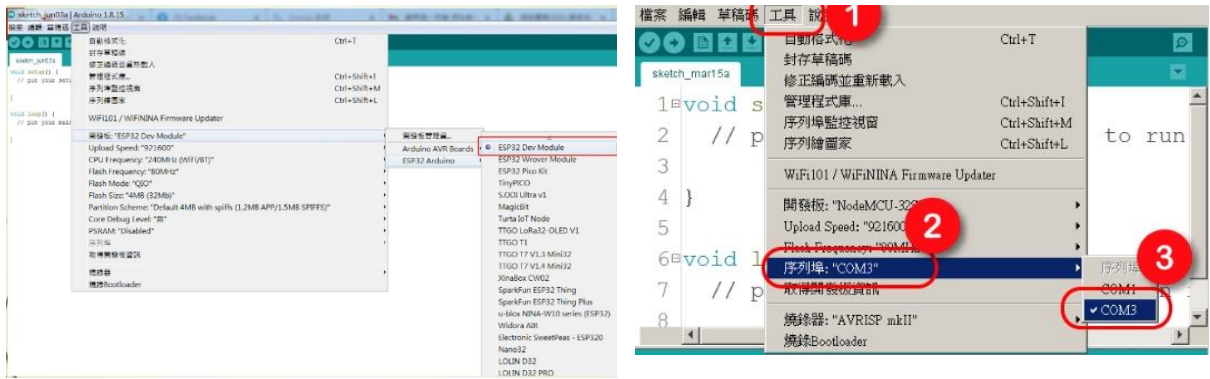 sketch_jun03a | Arduino 1.8.15
檔案 編輯 草稿碼 工具 說明
sketch_jun03a
void setup() {
// put your
}
void loop() {
// put your main
}
自動格式化 Ctrl+T
封存草稿碼
修正編碼並重新載入
管理程式庫... Ctrl+Shift+I
序列埠監控視窗 Ctrl+Shift+M
序列繪圖家 Ctrl+Shift+L
WiFi101 / WiFiNINA Firmware Updater
開發板: "ESP32 Dev Module"
Upload Speed: "921600"
CPU Frequency: "240MHz (WiFi/BT)"
Flash Frequency: "80MHz"
Flash Mode: "QIO"
Flash Size: "4MB (32Mb)"
Partition Scheme: "Default 4MB with spiffs (1.2MB APP/1.5MB SPIFFS)"
Core Debug Level: "無"
PSRAM: "Disabled"
序列埠
取得開發板資訊
燒錄器
燒錄Bootloader
開發板管理員...
Arduino AVR Boards
ESP32 Arduino
ESP32 Dev Module
ESP32 Wrover Module
ESP32 Pico Kit
TinyPICO
S.ODI Ultra v1
MagicBit
Turta IoT Node
TTGO LoRa32-OLED V1
TTGO T1
TTGO T7 V1.3 Mini32
TTGO T7 V1.4 Mini32
XinaBox CW02
SparkFun ESP32 Thing
SparkFun ESP32 Thing Plus
u-blox NINA-W10 series (ESP32)
Widora AIR
Electronic SweetPeas - ESP320
Nano32
LOLIN D32
LOLIN D32 PRO
檔案 編輯 草稿碼 工具 說
1
sketch_mar15a
1 void s
2 // p to run
3
4 }
5
6 void l
7 // p
8
自動格式化 Ctrl+T
封存草稿碼
修正編碼並重新載入
管理程式庫... Ctrl+Shift+I
序列埠監控視窗 Ctrl+Shift+M
序列繪圖家 Ctrl+Shift+L
WiFi101 / WiFiNINA Firmware Updater
開發板: "NodeMCU-32S
Upload Speed: "921600
2
Flash Frequency: "80MHz
序列埠: "COM3"
取得開發板資訊
燒錄器: "AVRISP mkII"
燒錄Bootloader
3
序列埠
COM1
COM3